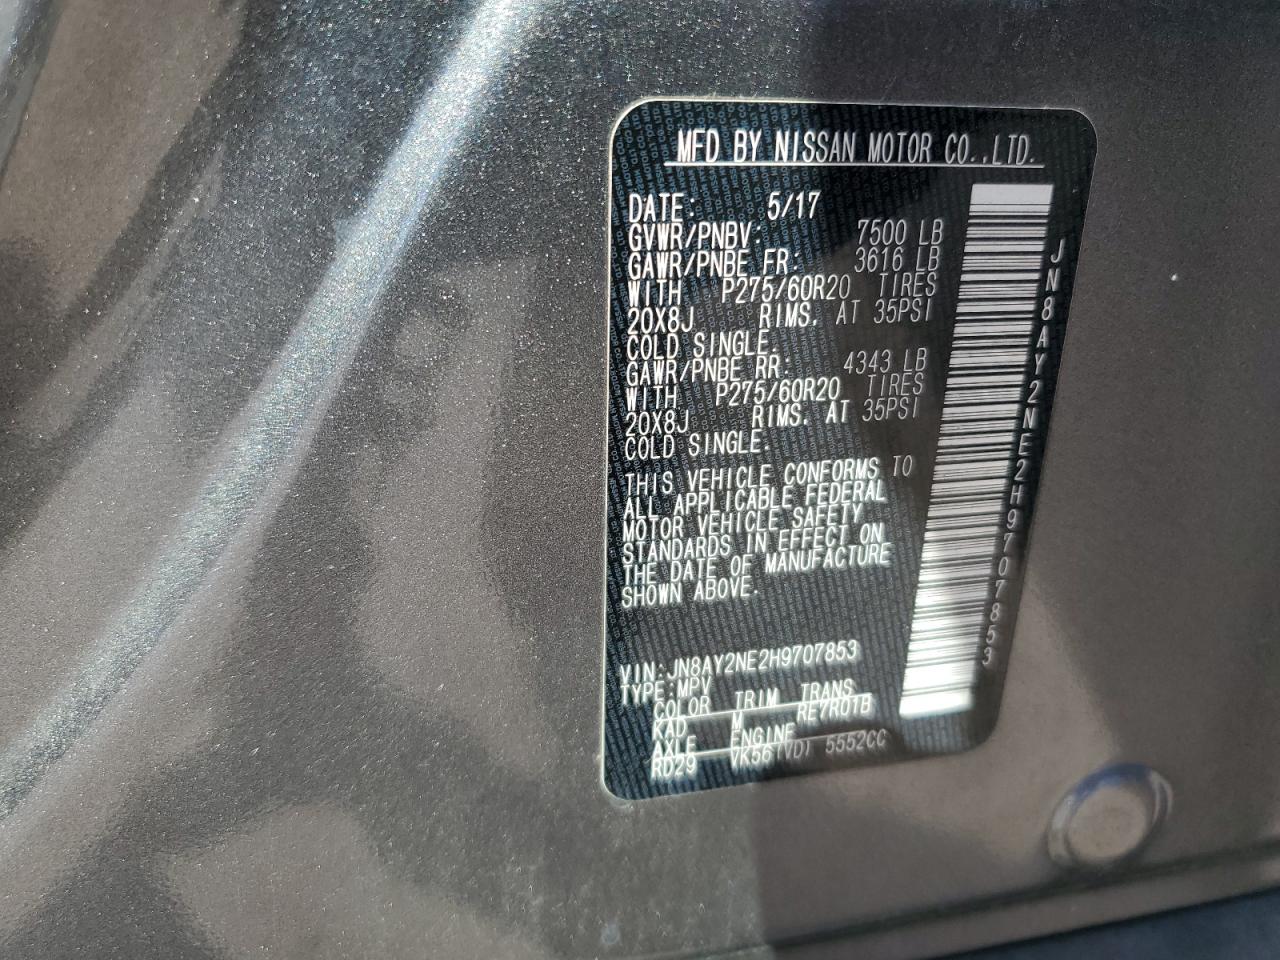 MFD BY NISSAN MOTOR CO.,LTD.
DATE: 5/17
GVWR/PNBV: 7500 LB
GAWR/PNBE FR: 3616 LB
WITH P275/60R20 TIRES
20X8J RIMS. AT 35PSI
COLD SINGLE.
GAWR/PNBE RR: 4343 LB
WITH P275/60R20 TIRES
20X8J RIMS. AT 35PSI
COLD SINGLE.
THIS VEHICLE CONFORMS TO
ALL APPLICABLE FEDERAL
MOTOR VEHICLE SAFETY
STANDARDS IN EFFECT ON
THE DATE OF MANUFACTURE
SHOWN ABOVE.
VIN:JN8AY2NE2H9707853
TYPE:MPV
COLOR TRIM TRANS
KAD M RE7R01B
AXLE ENGINE
RD29 VK56(VD) 5552CC
JN8AY2NE2H9707853